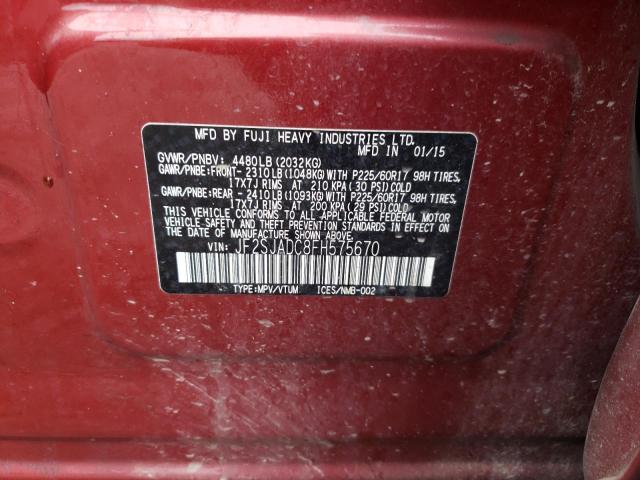 MFD BY FUJI HEAVY INDUSTRIES LTD.
MFD IN 01/15
GVWR/PNBV: 4480LB(2032KG)
GAWR/PNBE:FRONT-2310LB(1048KG)WITH P225/60R17 98H TIRES,
17X7J RIMS AT 210 KPA(30 PSI)COLD
GAWR/PNBE:REAR -2410LB(1093KG)WITH P225/60R17 98H TIRES,
17X7J RIMS AT 200 KPA(29 PSI)COLD
THIS VEHICLE CONFORMS TO ALL APPLICABLE FEDERAL MOTOR
VEHICLE SAFETY, BUMPER, AND THEFT PREVENTION STANDARDS
IN EFFECT ON THE DATE OF MANUFACTURE SHOWN ABOVE.
VIN: JF2SJADC8FH575670
TYPE:MPV/VTUM ICES/NMB-002